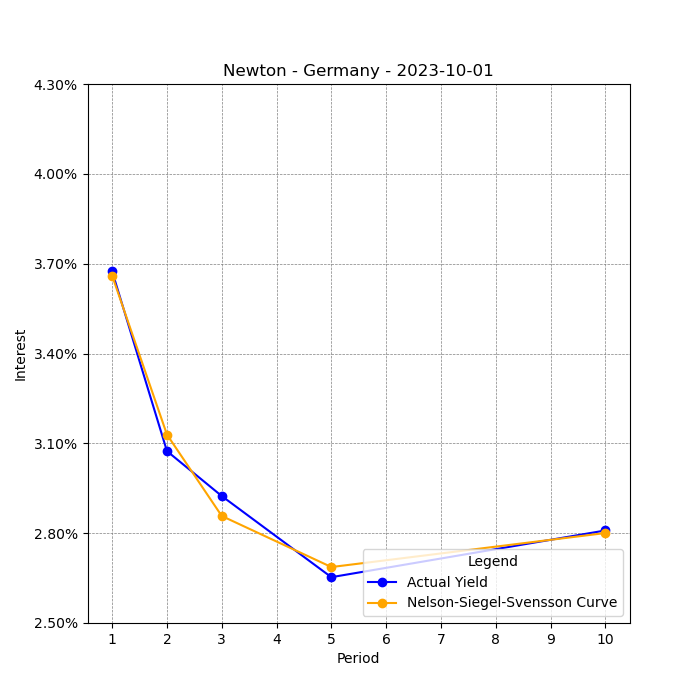 Newton - Germany - 2023-10-01
4.30%
4.00%
3.70%
3.40%
3.10%
2.80%
2.50%
Interest
Legend
Actual Yield
Nelson-Siegel-Svensson Curve
1 2 3 4 5 6 7 8 9 10
Period